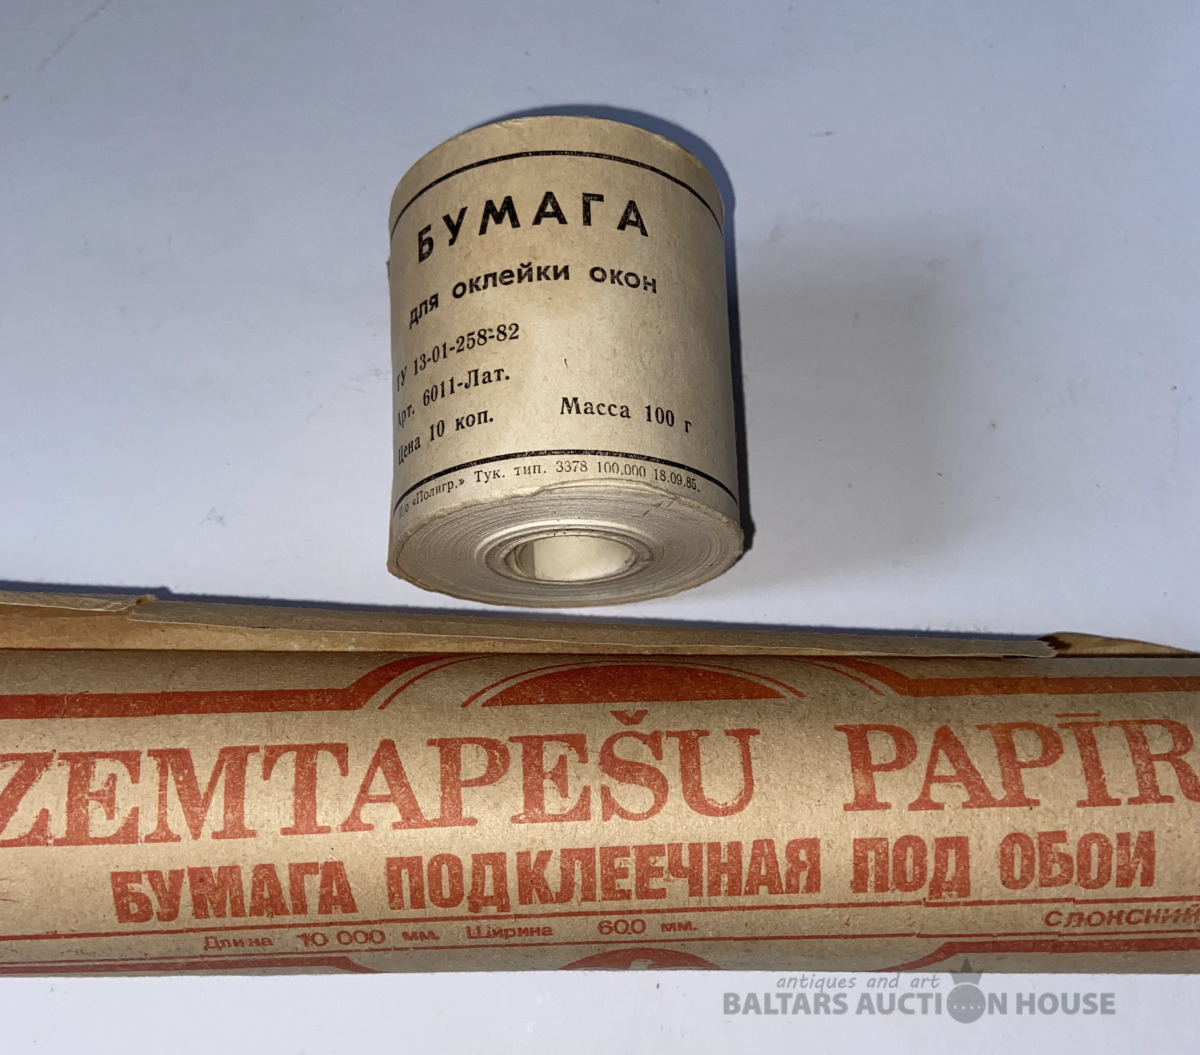 БУМАГА
для оклейки окон
ТУ 13-01-258-82
Арт. 6011-Лат.
Цена 10 коп.
Масса 100 г
«Полигр.» Тук. тип. 3378 100.000 18.09.85.
ZEMTAPEŠU PAPĪR
БУМАГА ПОДКЛЕЕЧНАЯ ПОД ОБОИ
Длина 10 000 мм. Ширина 600 мм.
СЛОКСКИЙ
antiques and art
BALTARS AUCTION HOUSE